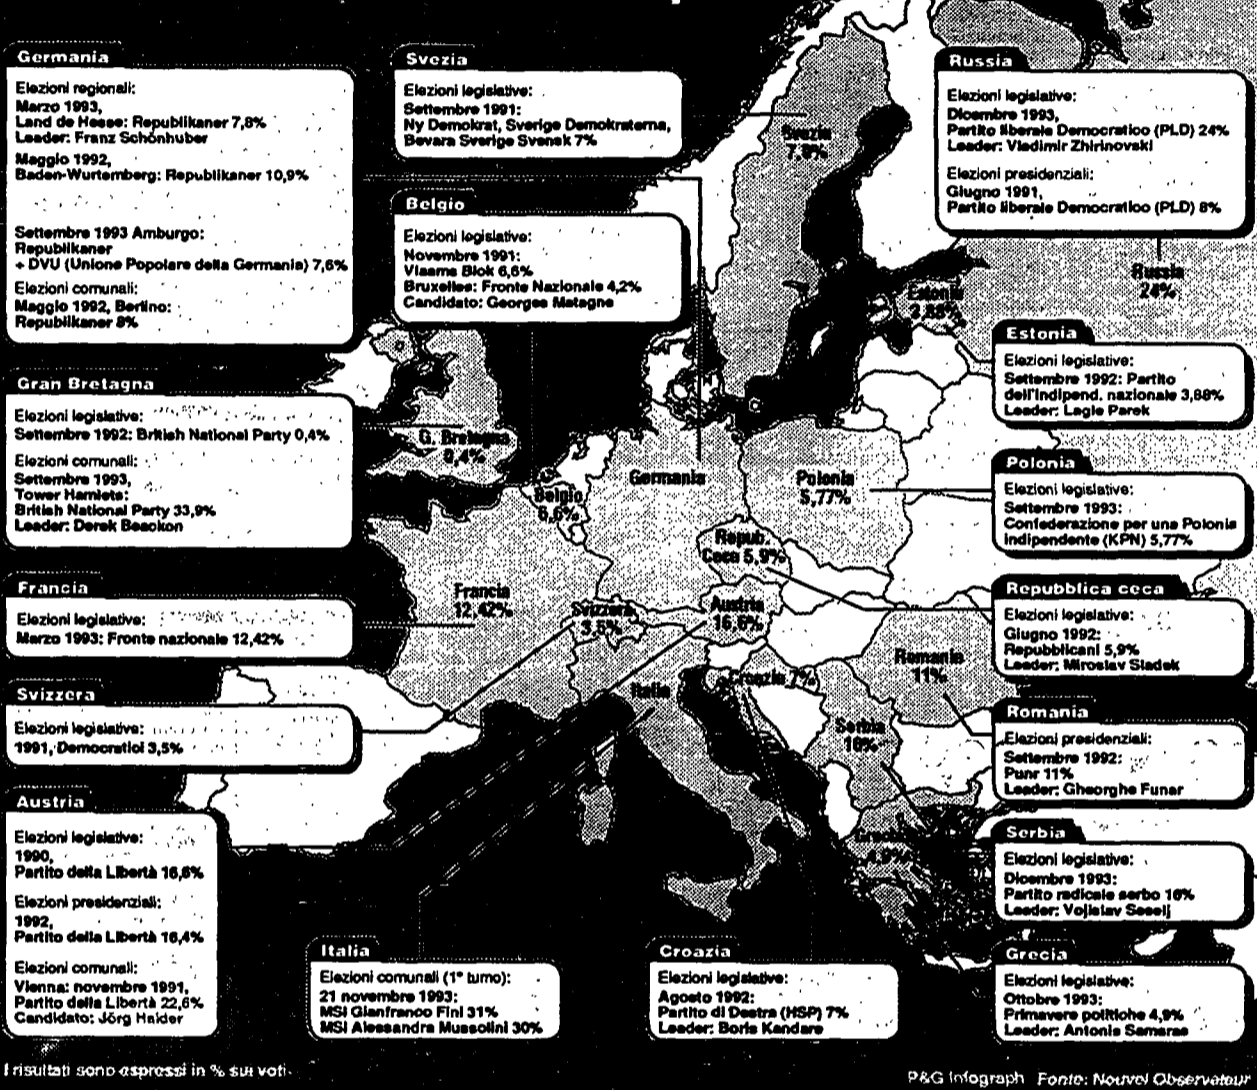 Germania
Elezioni regionali:
Marzo 1993,
Land de Hesse: Republikaner 7,8%
Leader: Franz Schönhuber
Maggio 1992,
Baden-Wurtemberg: Republikaner 10,9%
Settembre 1993 Amburgo:
Republikaner
+ DVU (Unione Popolare della Germania) 7,6%
Elezioni comunali:
Maggio 1992, Berlino:
Republikaner 8%
Gran Bretagna
Elezioni legislative:
Settembre 1992: British National Party 0,4%
Elezioni comunali:
Settembre 1993,
Tower Hamlets:
British National Party 33,9%
Leader: Derek Beackon
Francia
Elezioni legislative:
Marzo 1993: Fronte nazionale 12,42%
Svizzera
Elezioni legislative:
1991, Democratici 3,5%
Austria
Elezioni legislative:
1990,
Partito della Libertà 16,6%
Elezioni presidenziali:
1992,
Partito della Libertà 16,4%
Elezioni comunali:
Vienna: novembre 1991,
Partito della Libertà 22,6%
Candidato: Jörg Haider
Svezia
Elezioni legislative:
Settembre 1991:
Ny Demokrat, Sverige Demokraterna,
Bevara Sverige Svensk 7%
Belgio
Elezioni legislative:
Novembre 1991:
Vlaams Blok 6,6%
Bruxelles: Fronte Nazionale 4,2%
Candidato: Georges Matagne
Svezia
Russia
24%
Estonia
G. Bretagna
Belgio
6,6%
Germania
Polonia
5,77%
Repub.
Ceca 5,9%
Francia
12,42%
Svizzera
3,5%
Austria
16,6%
Italia
Croazia 7%
Romania
11%
Serbia
16%
4,9%
Russia
Elezioni legislative:
Dicembre 1993,
Partito liberale Democratico (PLD) 24%
Leader: Vladimir Zhirinovski
Elezioni presidenziali:
Giugno 1991,
Partito liberale Democratico (PLD) 8%
Estonia
Elezioni legislative:
Settembre 1992: Partito
dell'indipend. nazionale 3,88%
Leader: Lagle Parek
Polonia
Elezioni legislative:
Settembre 1993:
Confederazione per una Polonia
indipendente (KPN) 5,77%
Repubblica ceca
Elezioni legislative:
Giugno 1992:
Repubblicani 5,9%
Leader: Miroslav Sladek
Romania
Elezioni presidenziali:
Settembre 1992:
Punr 11%
Leader: Gheorghe Funar
Serbia
Elezioni legislative:
Dicembre 1993:
Partito radicale serbo 16%
Leader: Vojislav Seselj
Grecia
Elezioni legislative:
Ottobre 1993:
Primavere politiche 4,9%
Leader: Antonis Samaras
Italia
Elezioni comunali (1° turno):
21 novembre 1993:
MSI Gianfranco Fini 31%
MSI Alessandra Mussolini 30%
Croazia
Elezioni legislative:
Agosto 1992:
Partito di Destra (HSP) 7%
Leader: Boris Kandare
I risultati sono espressi in % sui voti
P&G Infograph Fonte: Nouvel Observateur